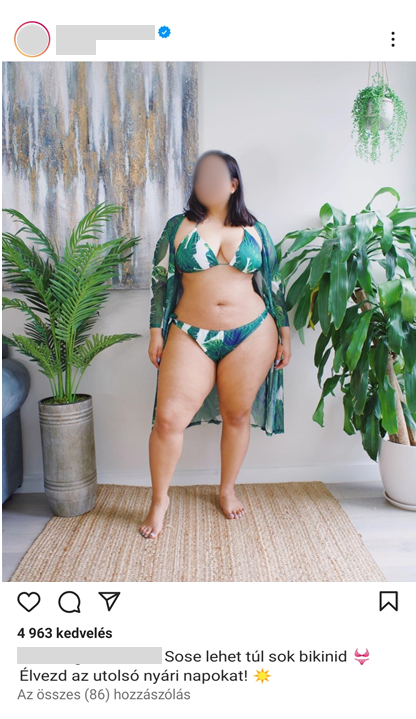 4 963 kedvelés
Sose lehet túl sok bikinid 👙
Élvezd az utolsó nyári napokat! ☀️
Az összes (86) hozzászólás